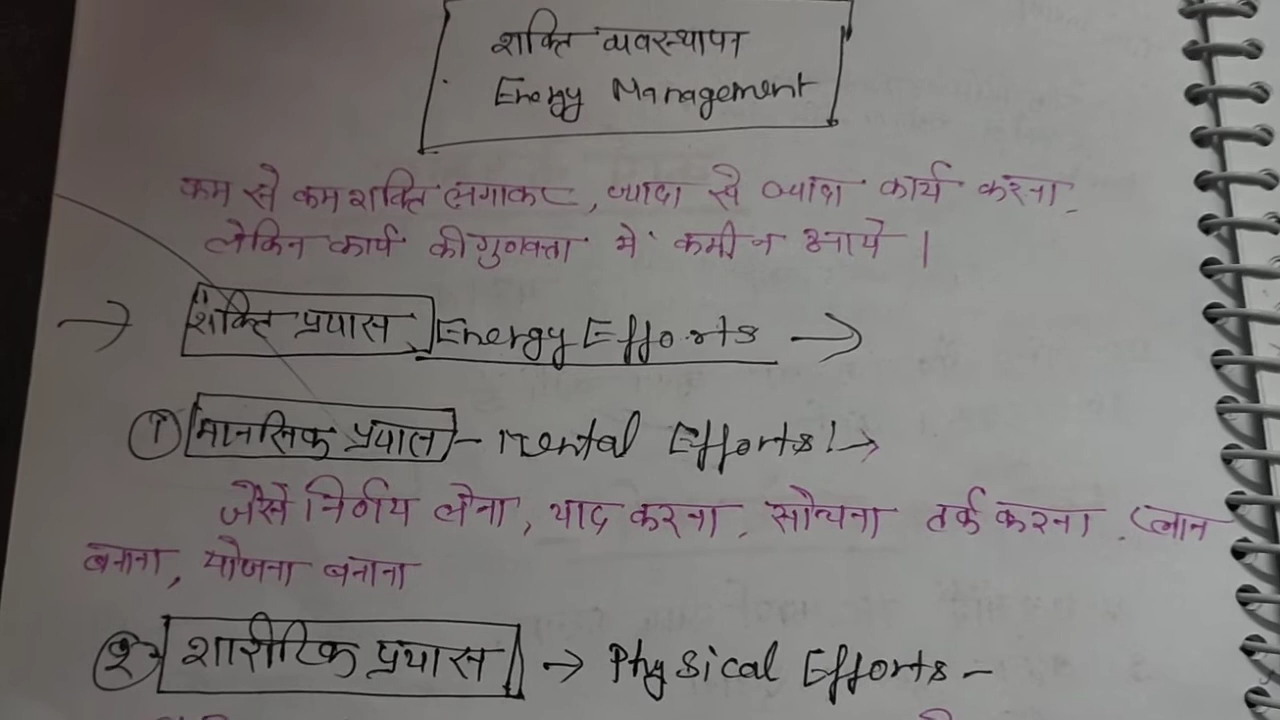 शक्ति व्यवस्थापन
Energy Management
कम से कम शक्ति लगाकर, ज्यादा से ज्यादा कार्य करना
लेकिन कार्य की गुणवत्ता में कमी न आये ।
→ शक्ति प्रयास Energy Efforts →
① मानसिक प्रयास - Mental Efforts! →
जैसे निर्णय लेना, याद करना, सोचना तर्क करना, प्लान
बनाना, योजना बनाना
② शारीरिक प्रयास → Physical Efforts -